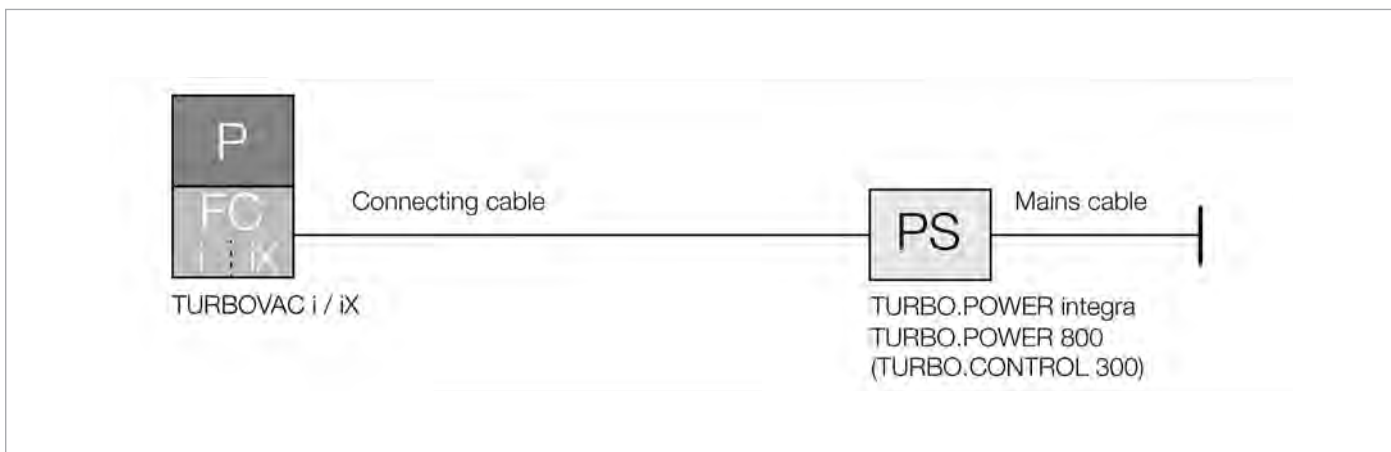 P
FC
i iX
Connecting cable
PS
Mains cable
TURBOVAC i / iX
TURBO.POWER integra
TURBO.POWER 800
(TURBO.CONTROL 300)